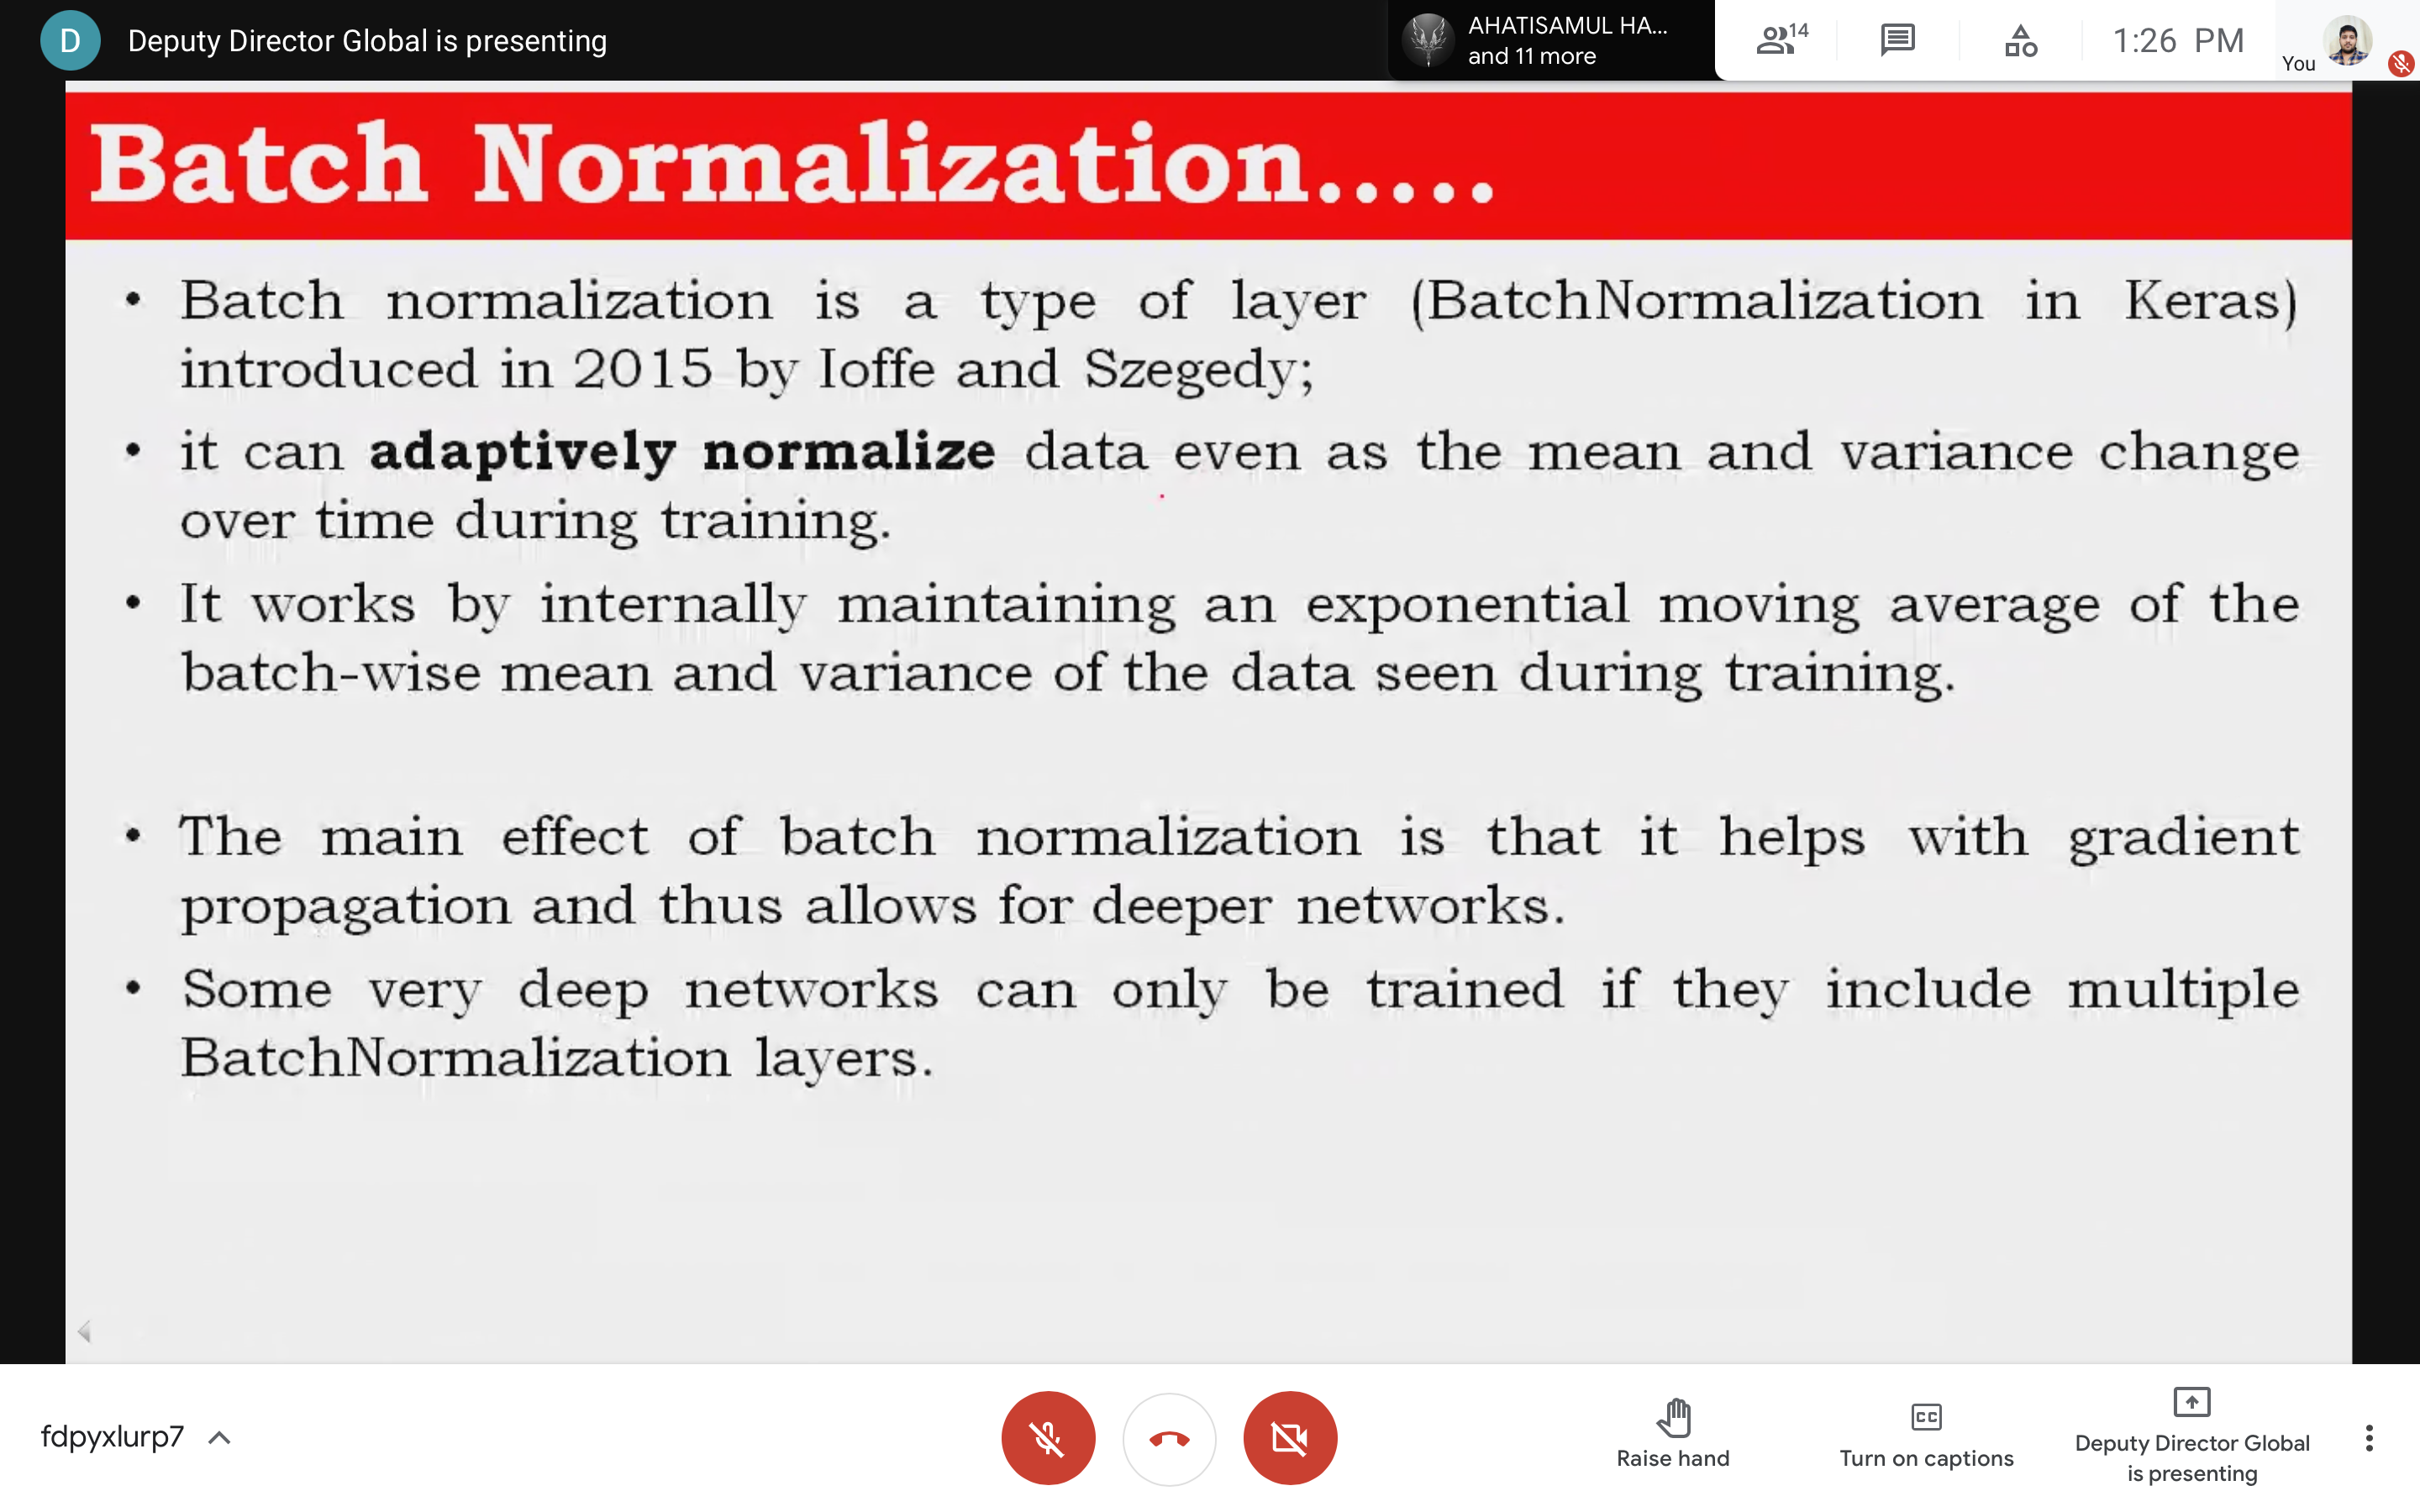 D
Deputy Director Global is presenting
AHATISAMUL HA...
and 11 more
14
1:26 PM
You
Batch Normalization.....
• Batch normalization is a type of layer (BatchNormalization in Keras)
introduced in 2015 by Ioffe and Szegedy;
• it can adaptively normalize data even as the mean and variance change
over time during training.
• It works by internally maintaining an exponential moving average of the
batch-wise mean and variance of the data seen during training.
• The main effect of batch normalization is that it helps with gradient
propagation and thus allows for deeper networks.
• Some very deep networks can only be trained if they include multiple
BatchNormalization layers.
fdpyxlurp7
Raise hand
CC
Turn on captions
Deputy Director Global
is presenting